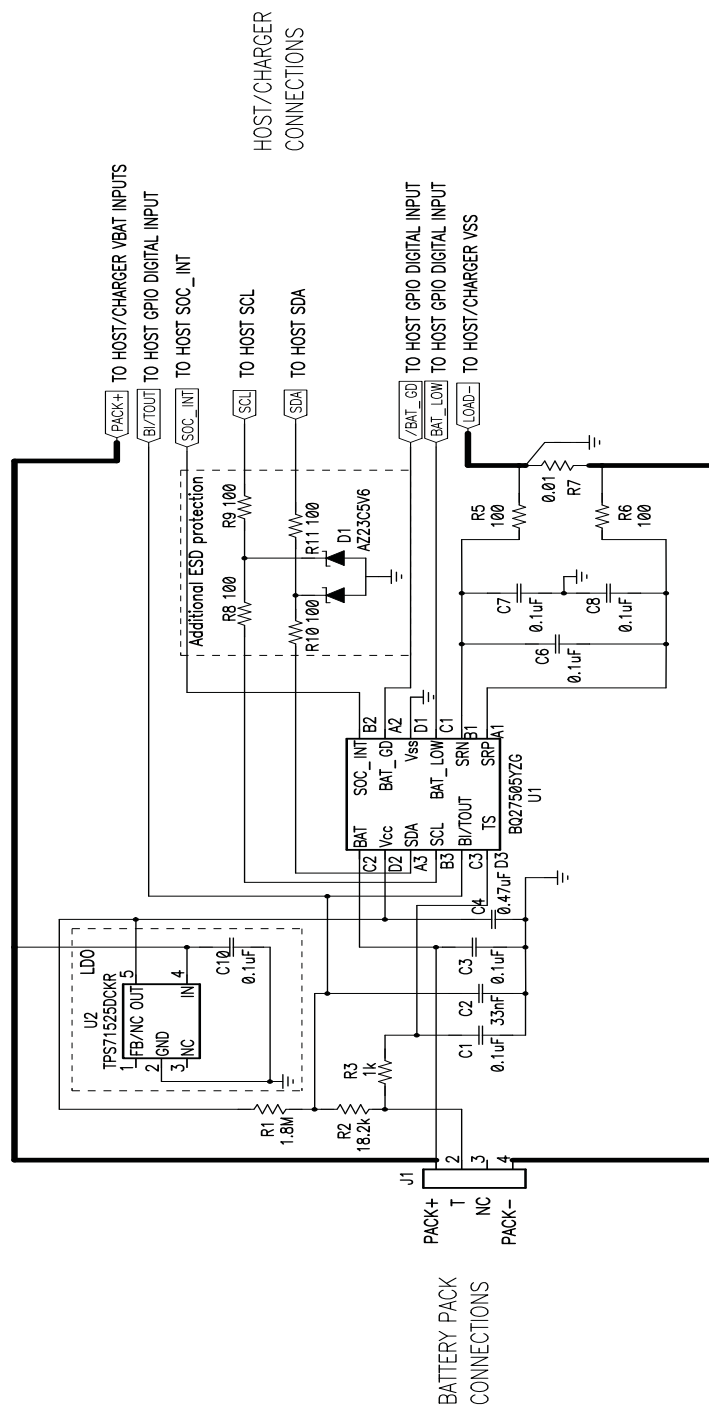 BATTERY PACK
CONNECTIONS
HOST/CHARGER
CONNECTIONS
J1
PACK+
T
NC
PACK-
2
3
4
R1
1.8M
R2
18.2k
R3
1k
LDO
U2
TPS71525DCKR
1
FB/NC
OUT
5
2
GND
3
NC
IN
4
C10
0.1uF
C1
0.1uF
C2
33nF
C3
0.1uF
C4
0.47uF
BAT
C2
Vcc
D2
SDA
A3
SCL
B3
BI/TOUT
C3
TS
D3
SOC_INT
B2
BAT_GD
A2
Vss
D1
BAT_LOW
C1
SRN
B1
SRP
A1
BQ27505YZG
U1
Additional ESD protection
R8 100
R9 100
R10 100
R11 100
D1
AZ23C5V6
C6
0.1uF
C7
0.1uF
C8
0.1uF
R5
100
R6
100
0.01
R7
PACK+ TO HOST/CHARGER VBAT INPUTS
BI/TOUT TO HOST GPIO DIGITAL INPUT
SOC_INT TO HOST SOC_INT
SCL TO HOST SCL
SDA TO HOST SDA
/BAT_GD TO HOST GPIO DIGITAL INPUT
BAT_LOW TO HOST GPIO DIGITAL INPUT
LOAD- TO HOST/CHARGER VSS